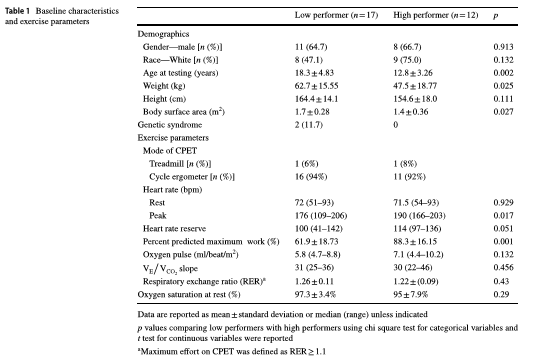 Table 1 Baseline characteristics
and exercise parameters
Low performer (n=17) High performer (n=12) p
Demographics
Gender—male [n (%)] 11 (64.7) 8 (66.7) 0.913
Race—White [n (%)] 8 (47.1) 9 (75.0) 0.132
Age at testing (years) 18.3±4.83 12.8±3.26 0.002
Weight (kg) 62.7±15.55 47.5±18.77 0.025
Height (cm) 164.4±14.1 154.6±18.0 0.111
Body surface area (m²) 1.7±0.28 1.4±0.36 0.027
Genetic syndrome 2 (11.7) 0
Exercise parameters
Mode of CPET
Treadmill [n (%)] 1 (6%) 1 (8%)
Cycle ergometer [n (%)] 16 (94%) 11 (92%)
Heart rate (bpm)
Rest 72 (51–93) 71.5 (54–93) 0.929
Peak 176 (109–206) 190 (166–203) 0.017
Heart rate reserve 100 (41–142) 114 (97–136) 0.051
Percent predicted maximum work (%) 61.9±18.73 88.3±16.15 0.001
Oxygen pulse (ml/beat/m²) 5.8 (4.7–8.8) 7.1 (4.4–10.2) 0.132
VE/VCO₂ slope 31 (25–36) 30 (22–46) 0.456
Respiratory exchange ratio (RER)ᵃ 1.26±0.11 1.22±(0.09) 0.43
Oxygen saturation at rest (%) 97.3±3.4% 95±7.9% 0.29
Data are reported as mean±standard deviation or median (range) unless indicated
p values comparing low performers with high performers using chi square test for categorical variables and
t test for continuous variables were reported
ᵃMaximum effort on CPET was defined as RER≥1.1